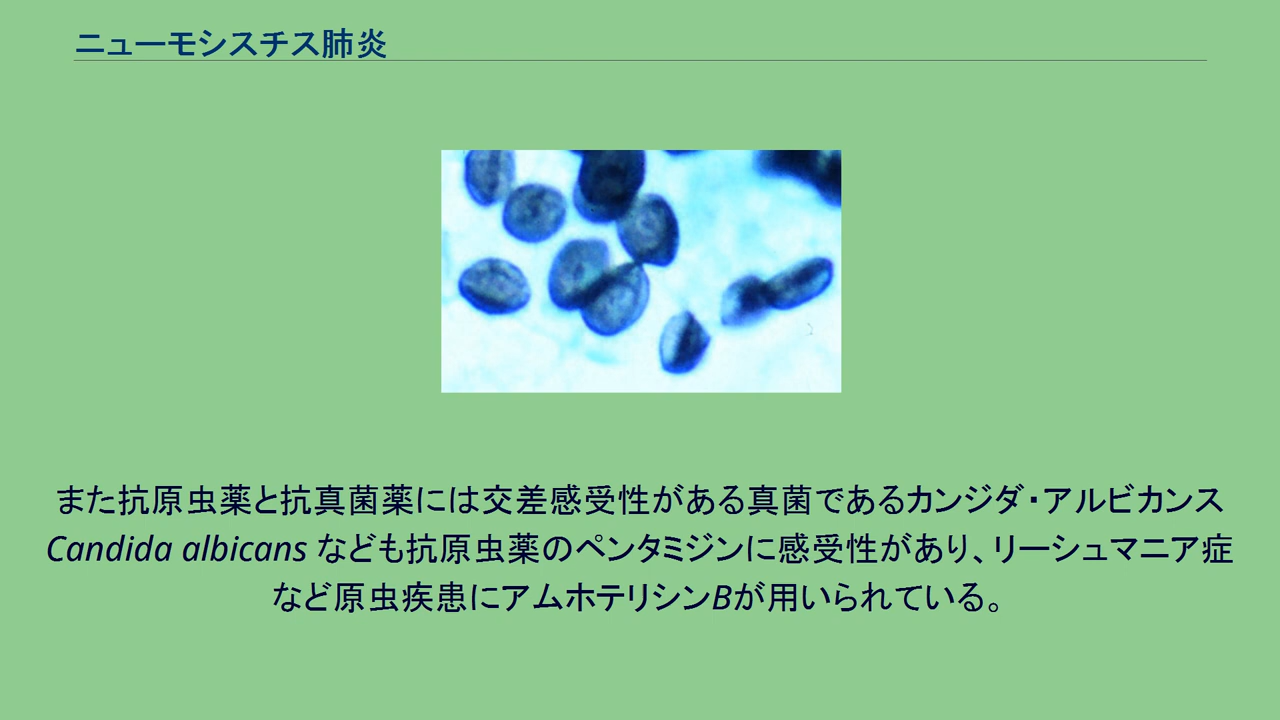 ニューモシスチス肺炎
また抗原虫薬と抗真菌薬には交差感受性がある真菌であるカンジダ・アルビカンス
Candida albicans なども抗原虫薬のペンタミジンに感受性があり、リーシュマニア症
など原虫疾患にアムホテリシンBが用いられている。